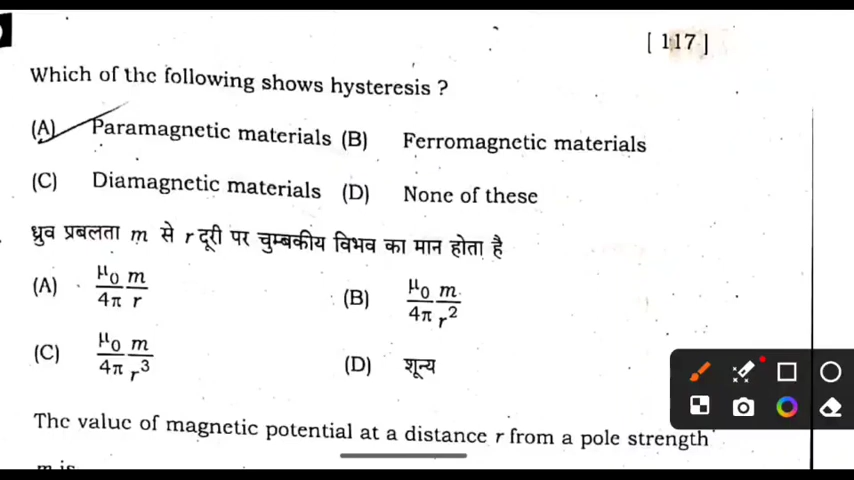 [ 117 ]
Which of the following shows hysteresis ?
(A) Paramagnetic materials (B) Ferromagnetic materials
(C) Diamagnetic materials (D) None of these
ध्रुव प्रबलता m से r दूरी पर चुम्बकीय विभव का मान होता है
(A) μ0/4π m/r (B) μ0/4π m/r²
(C) μ0/4π m/r³ (D) शून्य
The value of magnetic potential at a distance r from a pole strength
m is